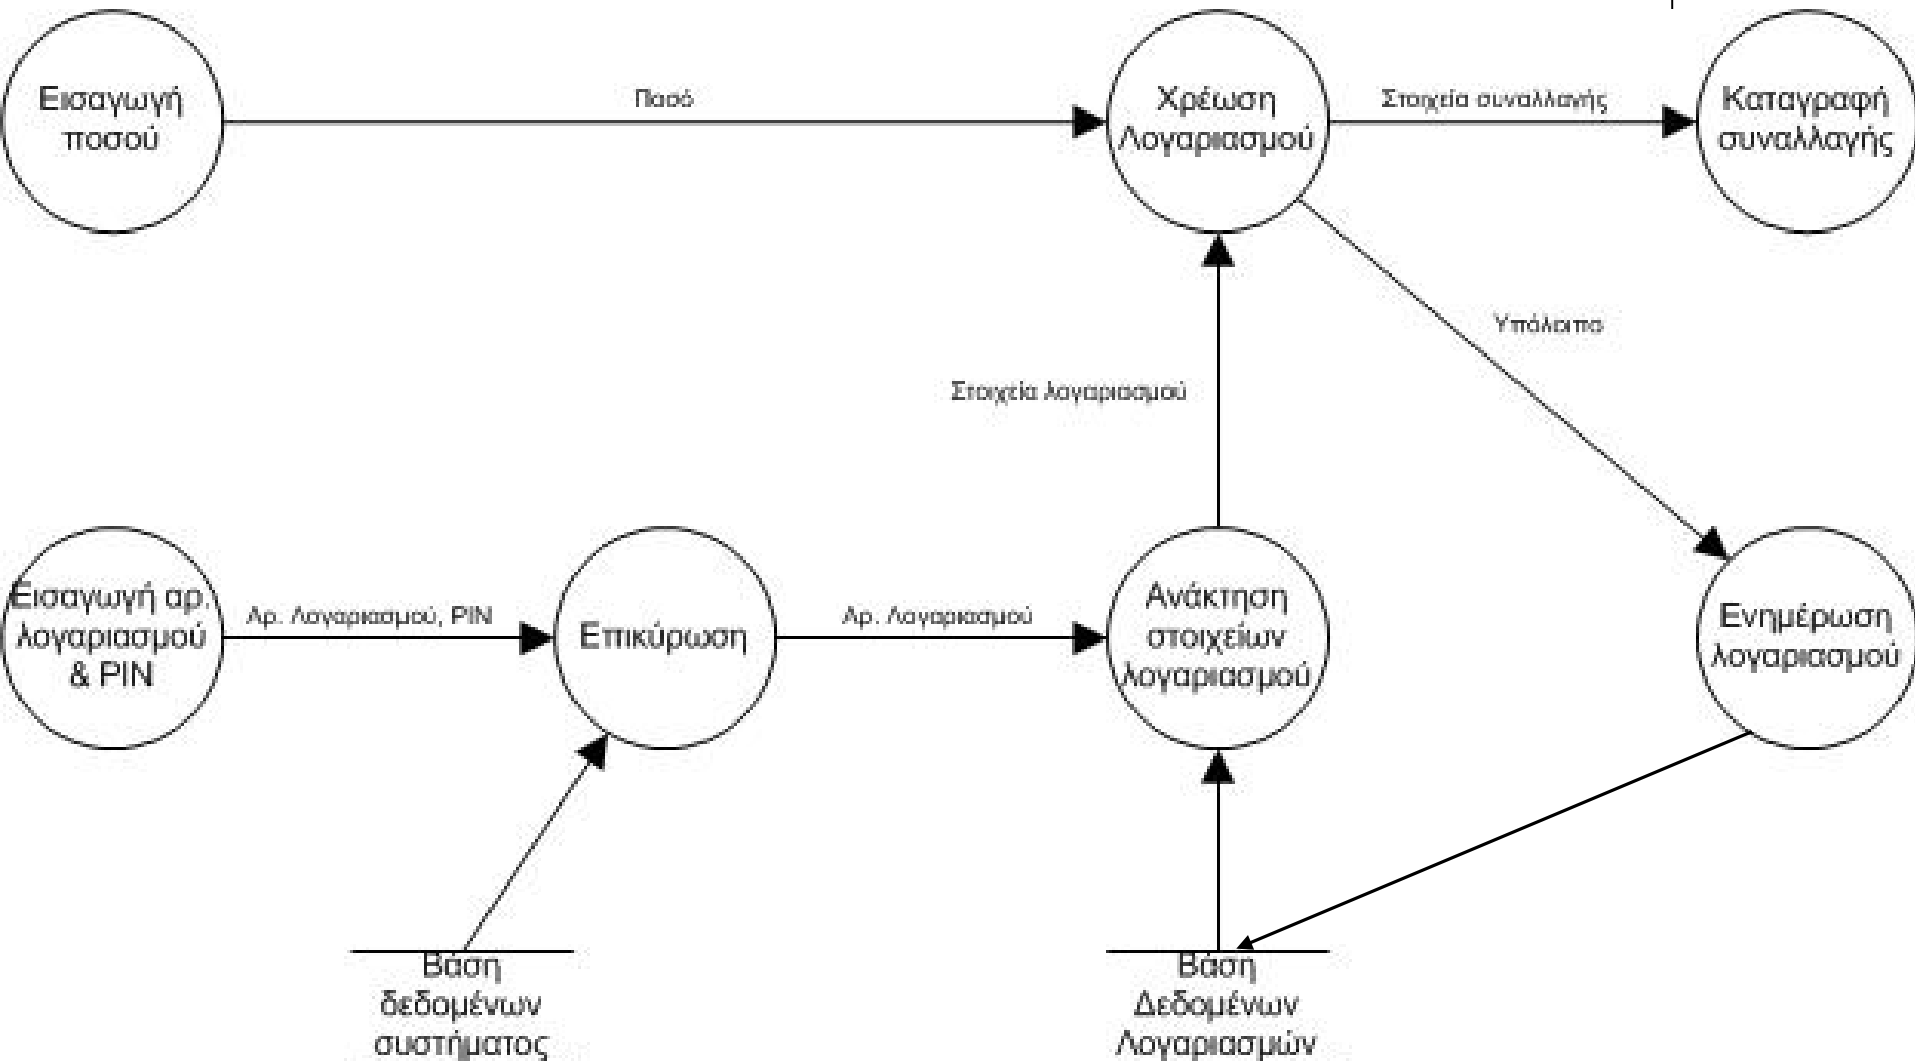 Εισαγωγή
ποσού
Ποσό
Χρέωση
Λογαριασμού
Στοιχεία συναλλαγής
Καταγραφή
συναλλαγής
Υπόλοιπο
Στοιχεία λογαριασμού
Εισαγωγή αρ.
λογαριασμού
& PIN
Αρ. Λογαριασμού, PIN
Επικύρωση
Αρ. Λογαριασμού
Ανάκτηση
στοιχείων
λογαριασμού
Ενημέρωση
λογαριασμού
Βάση
δεδομένων
συστήματος
Βάση
Δεδομένων
Λογαριασμών